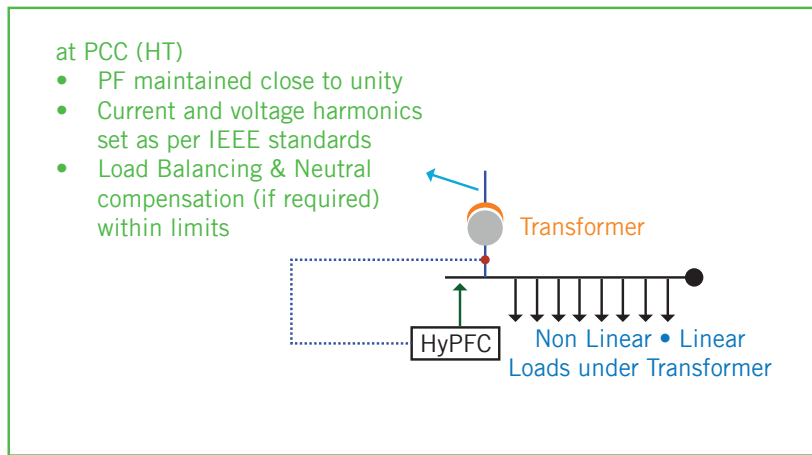 at PCC (HT)
• PF maintained close to unity
• Current and voltage harmonics
set as per IEEE standards
• Load Balancing & Neutral
compensation (if required)
within limits
Transformer
HyPFC
Non Linear • Linear
Loads under Transformer